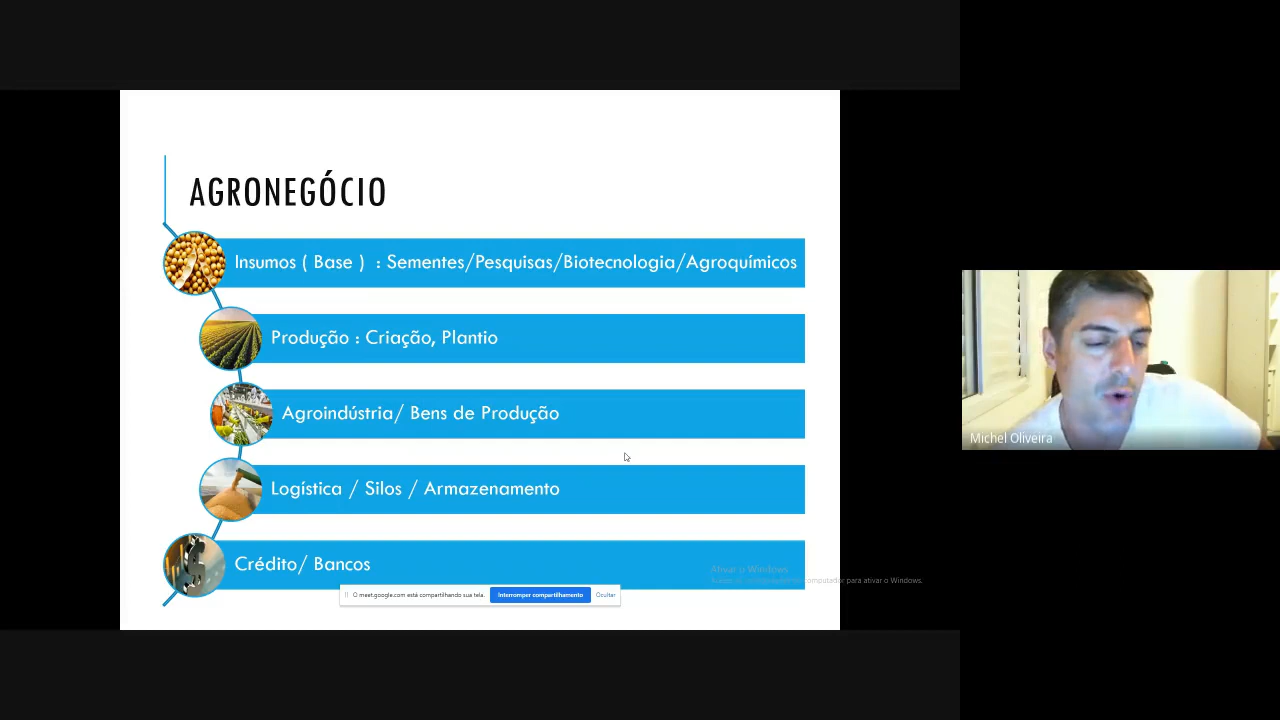 AGRONEGÓCIO
Insumos ( Base ) : Sementes/Pesquisas/Biotecnologia/Agroquímicos
Produção : Criação, Plantio
Agroindústria/ Bens de Produção
Logística / Silos / Armazenamento
Crédito/ Bancos
Michel Oliveira
Ativar o Windows
computador para ativar o Windows.
O meet.google.com está compartilhando sua tela.
Interromper compartilhamento
Ocultar